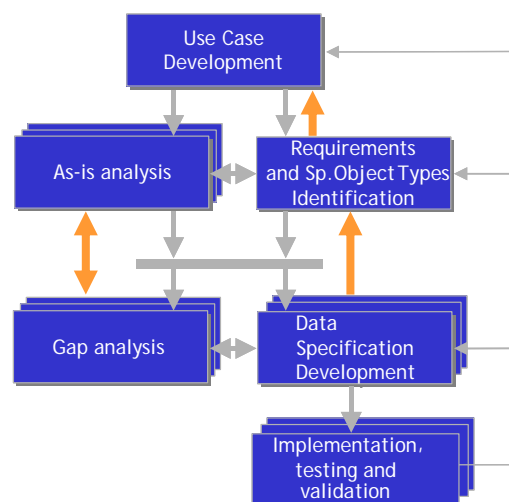 Use Case
Development
As-is analysis
Requirements
and Sp.Object Types
Identification
Gap analysis
Data
Specification
Development
Implementation,
testing and
validation